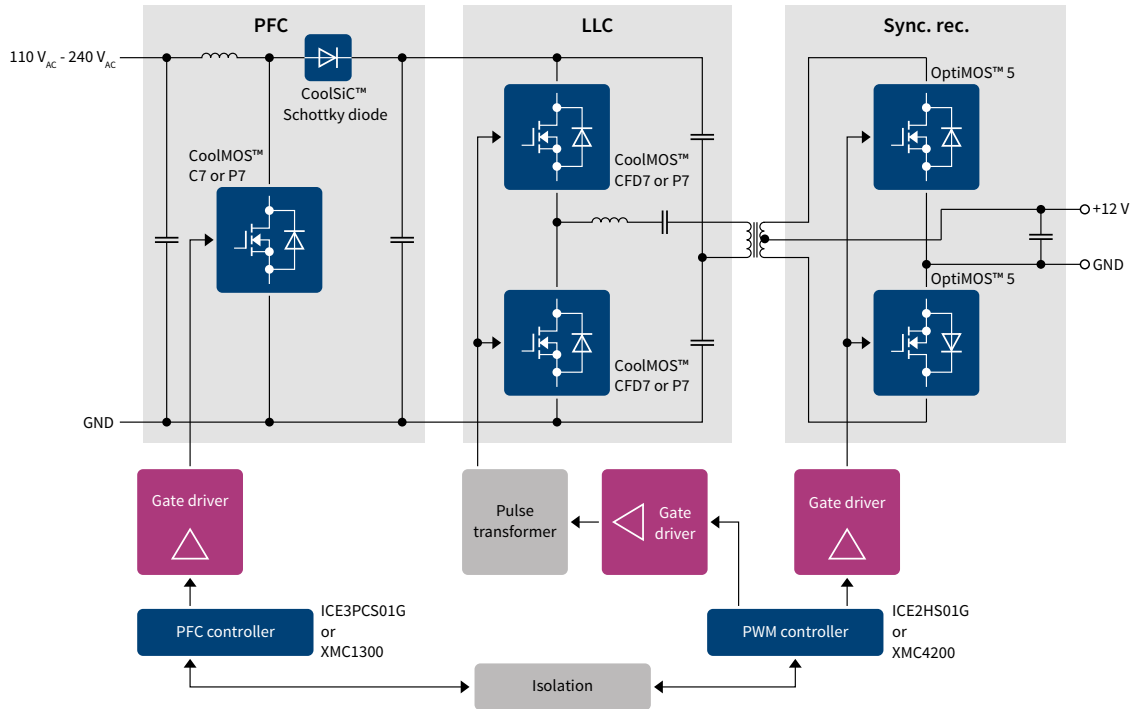 PFC
LLC
Sync. rec.
110 V_AC - 240 V_AC
CoolSiC™
Schottky diode
OptiMOS™ 5
CoolMOS™
C7 or P7
CoolMOS™
CFD7 or P7
+12 V
GND
OptiMOS™ 5
CoolMOS™
CFD7 or P7
GND
Gate driver
Pulse
transformer
Gate
driver
Gate driver
PFC controller
ICE3PCS01G
or
XMC1300
PWM controller
ICE2HS01G
or
XMC4200
Isolation